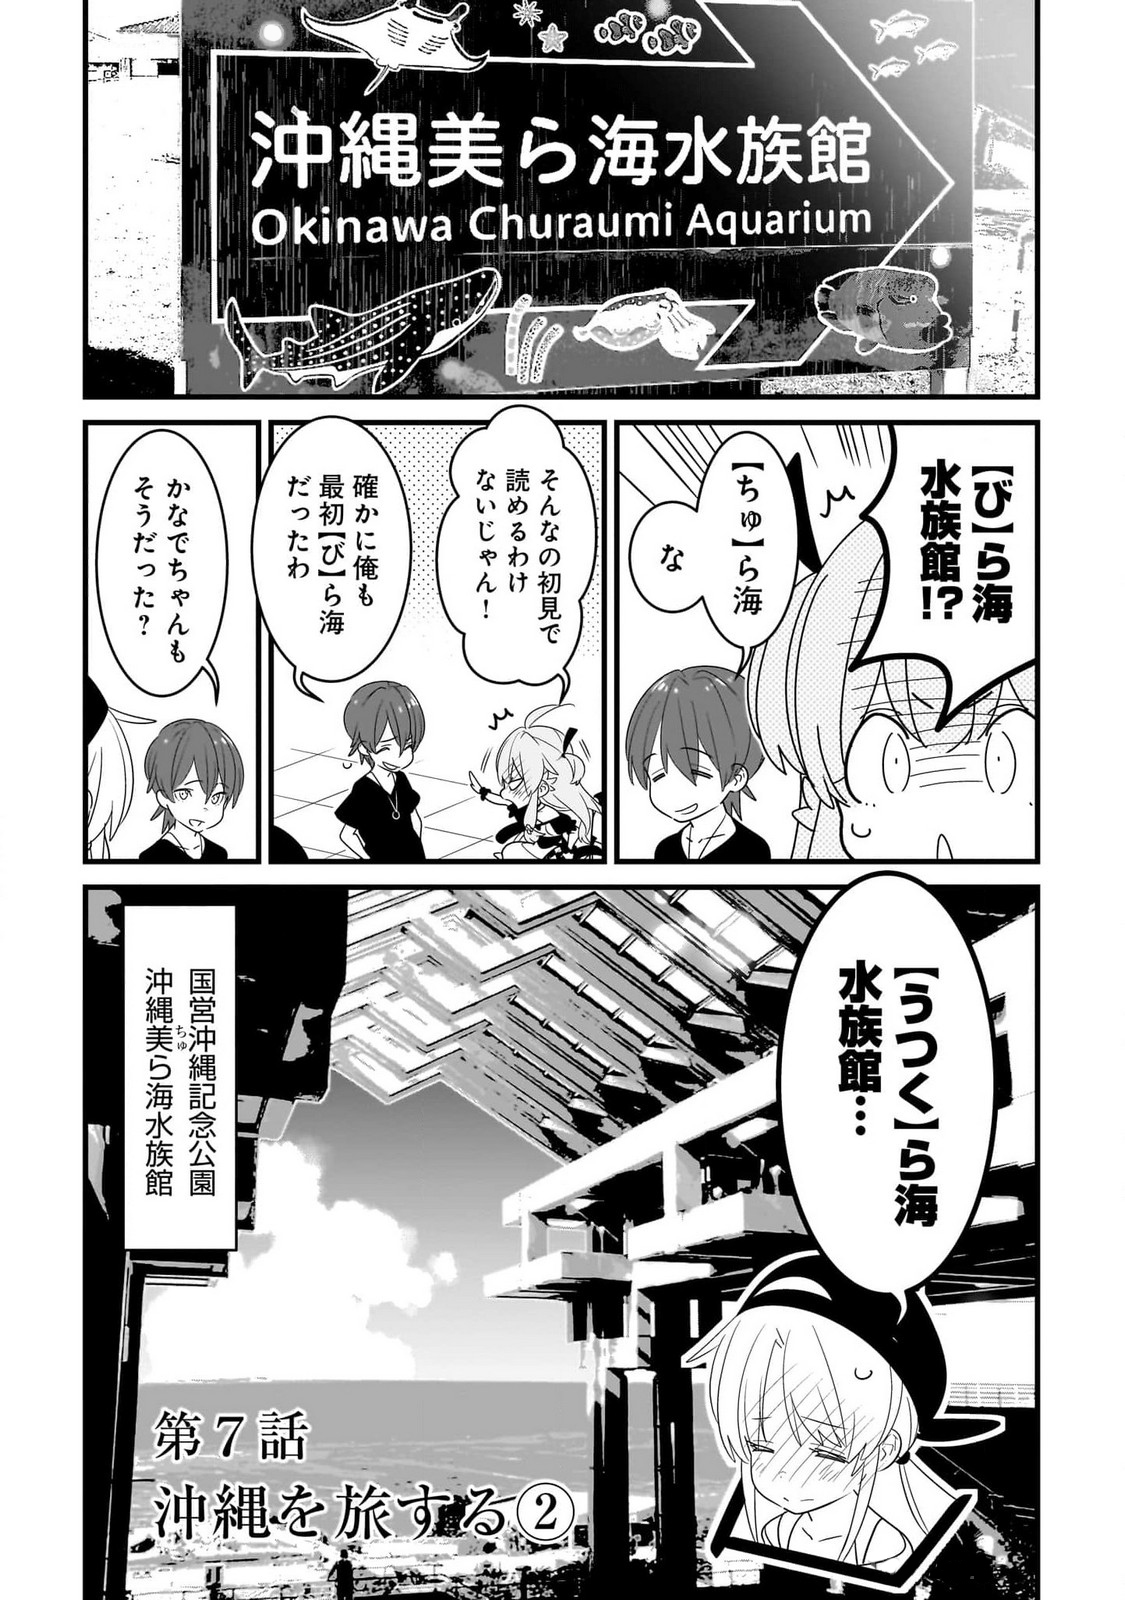 沖縄美ら海水族館
Okinawa Churaumi Aquarium
【び】ら海
水族館!?
【ちゅ】ら海
な
そんなの初見で
読めるわけ
ないじゃん!
確かに俺も
最初【び】ら海
だったわ
かなでちゃんも
そうだった?
【うつく】ら海
水族館…
国営沖縄記念公園
沖縄美ら海水族館
ちゅ
第7話
沖縄を旅する②